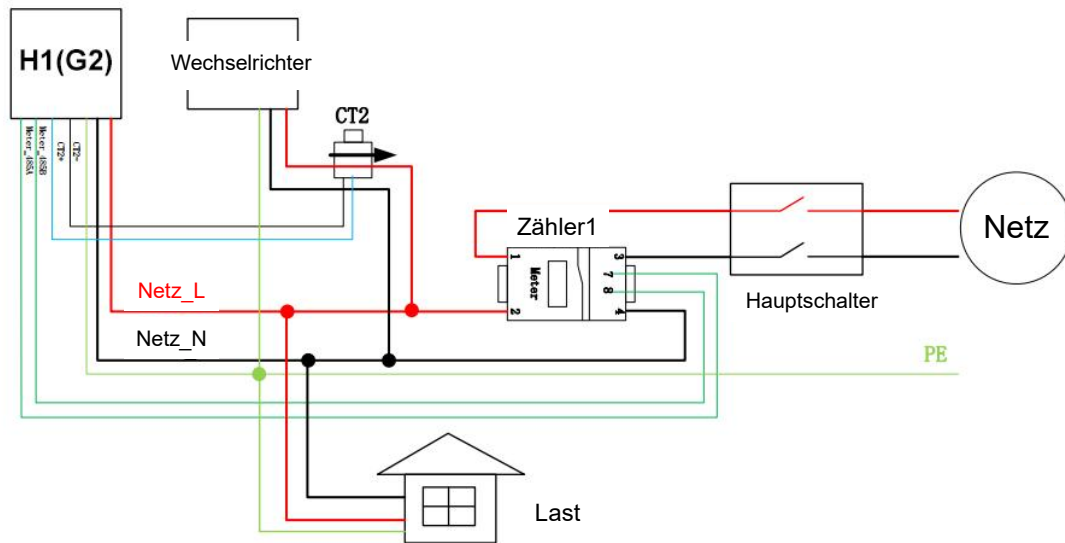 H1(G2)
Wechselrichter
CT2
Meter_485A
Meter_485B
CT2+
CT2-
Zähler1
Netz
1
3
Meter
7
8
2
4
Hauptschalter
Netz_L
Netz_N
PE
Last